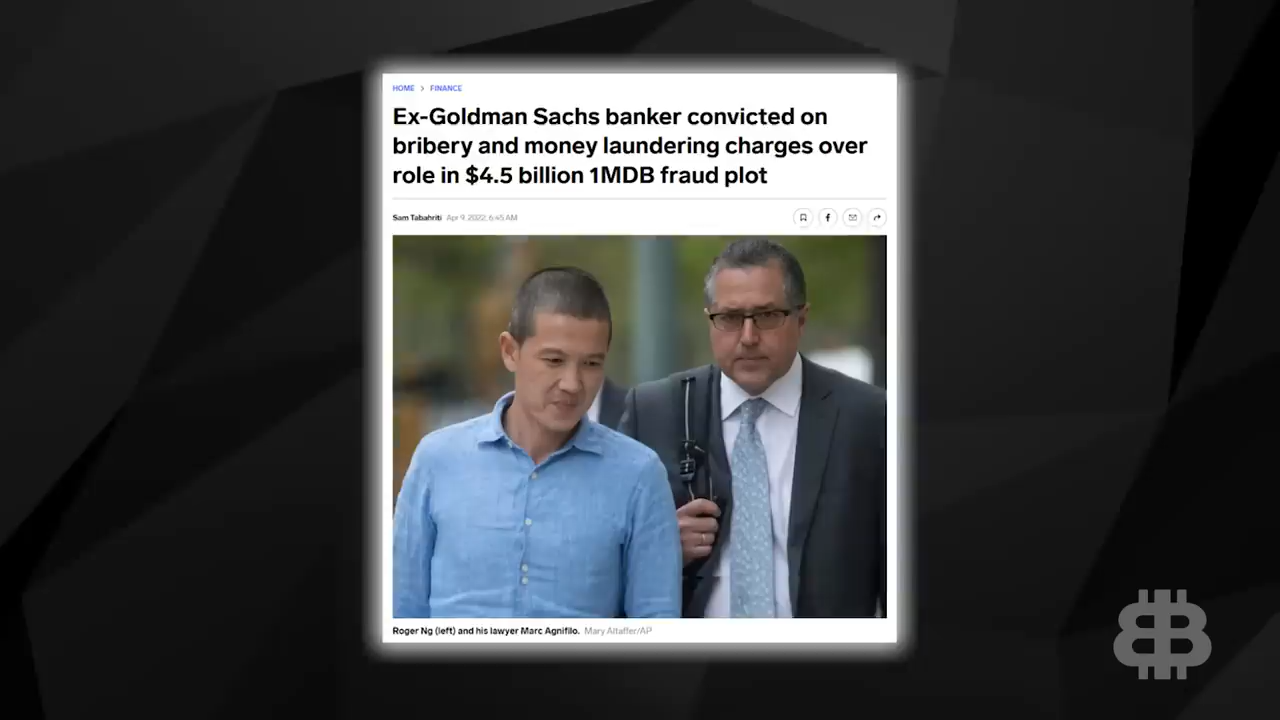 HOME > FINANCE
Ex-Goldman Sachs banker convicted on
bribery and money laundering charges over
role in $4.5 billion 1MDB fraud plot
Sam Tabahriti Apr 9, 2022, 6:45 AM
Roger Ng (left) and his lawyer Marc Agnifilo. Mary Altaffer/AP